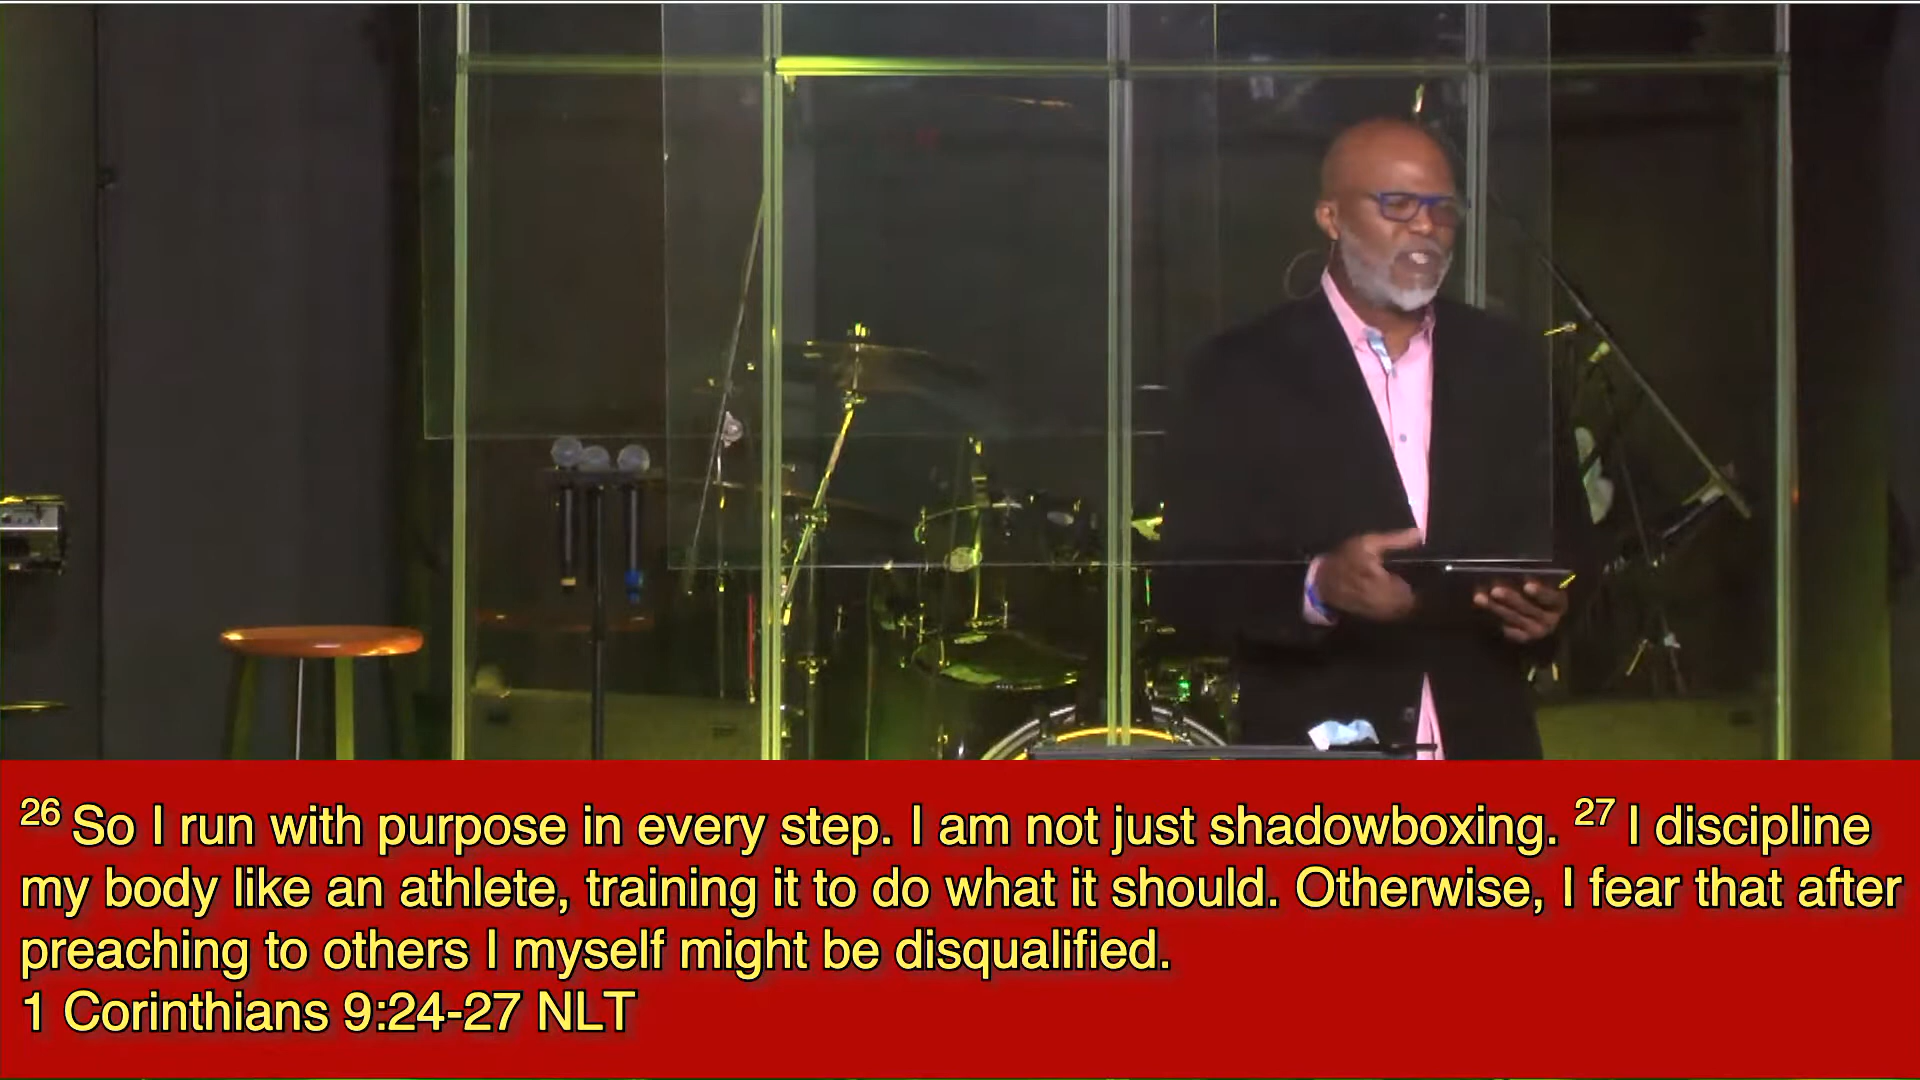 26 So I run with purpose in every step. I am not just shadowboxing. 27 I discipline
my body like an athlete, training it to do what it should. Otherwise, I fear that after
preaching to others I myself might be disqualified.
1 Corinthians 9:24-27 NLT